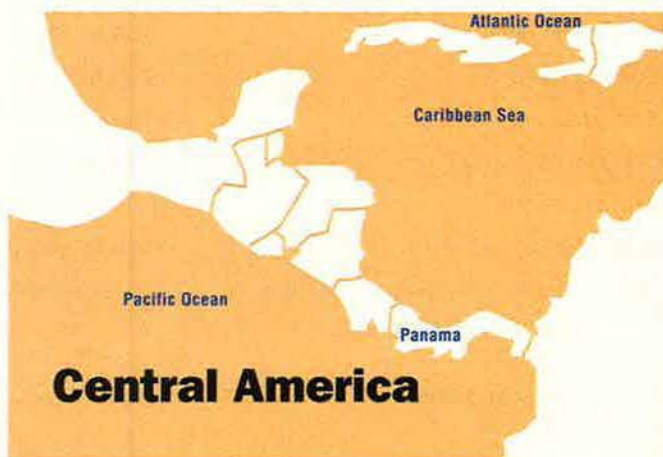 Atlantic Ocean
Caribbean Sea
Pacific Ocean
Panama
Central America